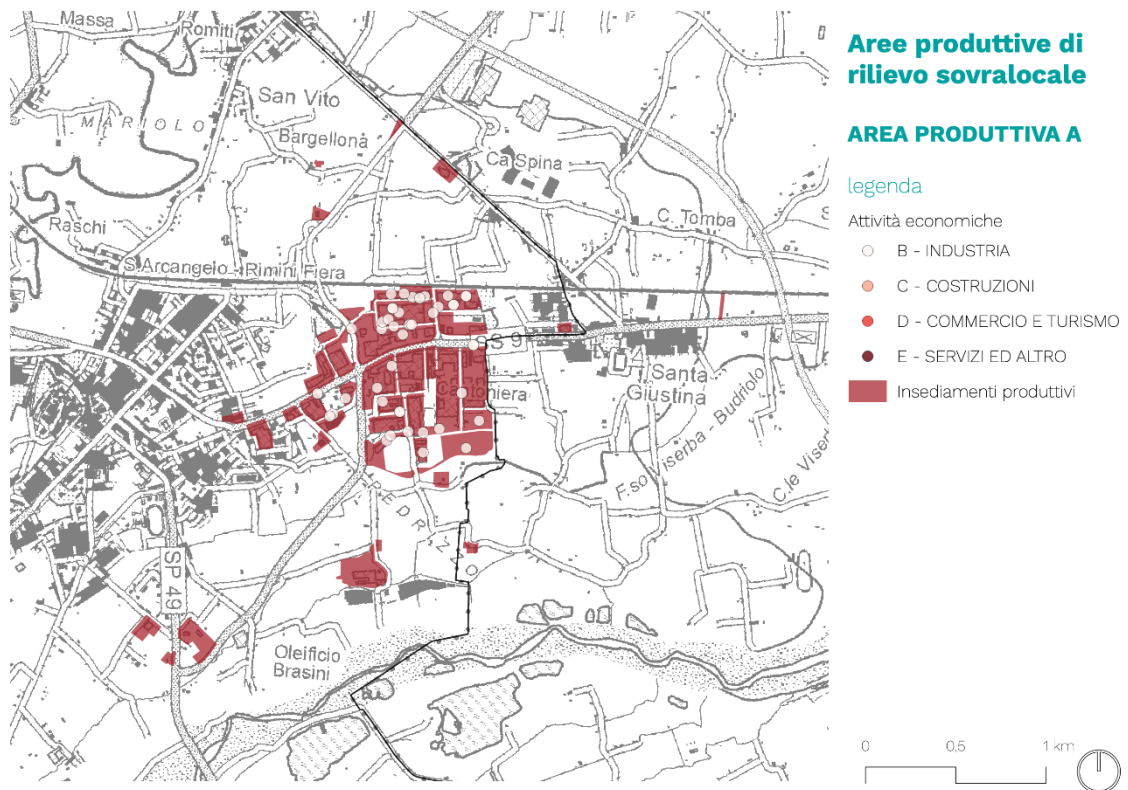 Massa
Romiti
San Vito
MARIOLO
Bargellona
Ca Spina
Raschi
C. Tomba
S.Arcangelo - Rimini Fiera
SS 9
Santa
Giustina
F.so Viserba - Budriolo
C.le Viser
SP 49
Oleificio
Brasini
Aree produttive di
rilievo sovralocale
AREA PRODUTTIVA A
legenda
Attività economiche
B - INDUSTRIA
C - COSTRUZIONI
D - COMMERCIO E TURISMO
E - SERVIZI ED ALTRO
Insediamenti produttivi
0 0,5 1 km